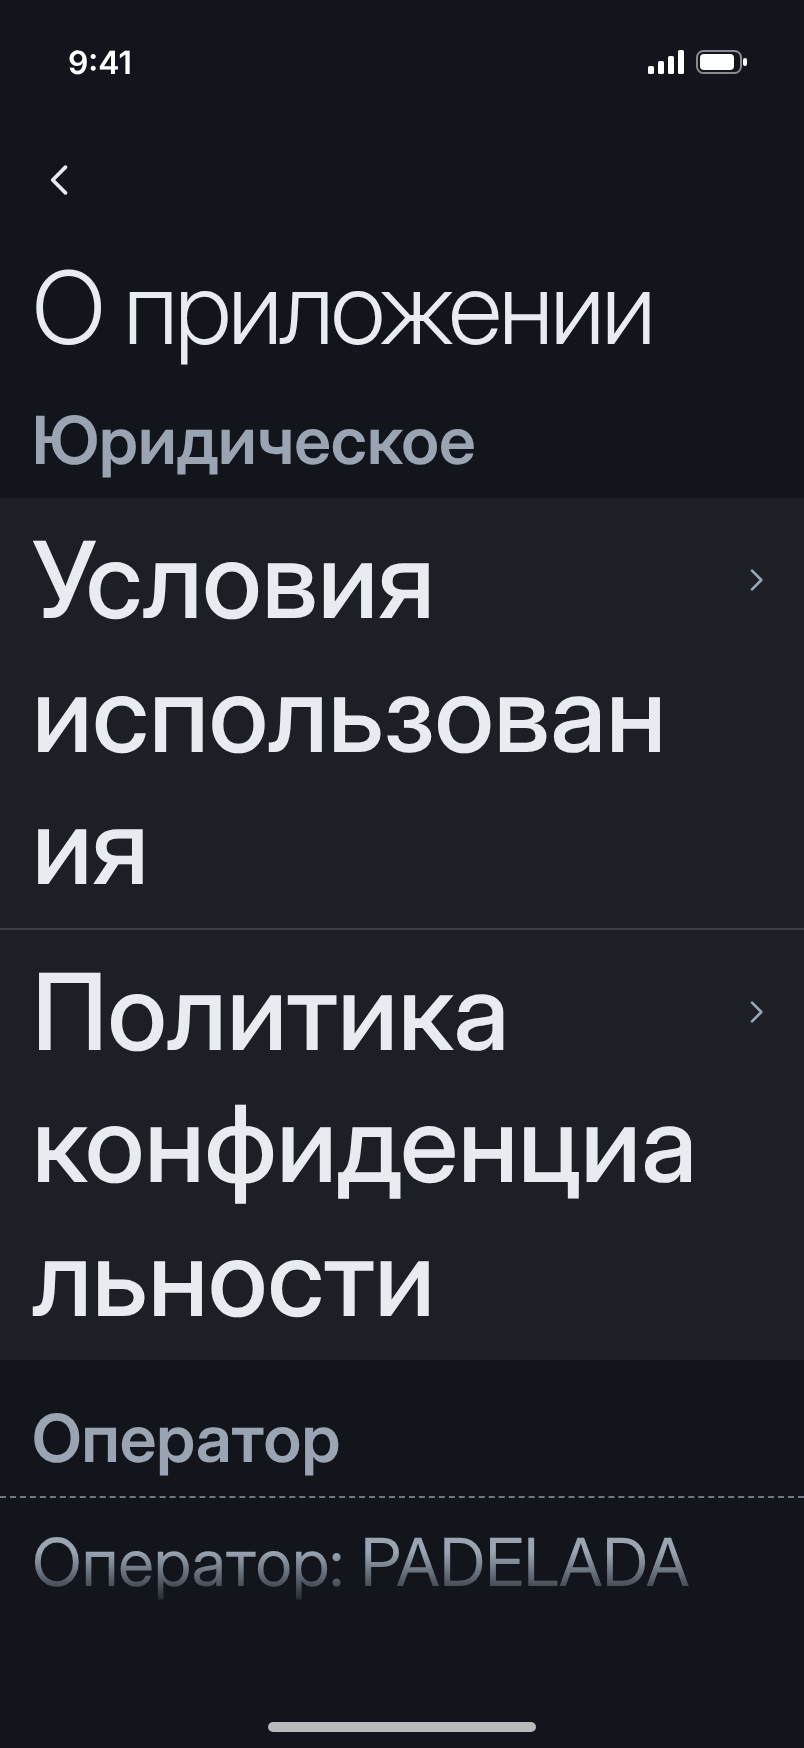 9:41
О приложении
Юридическое
Условия
использован
ия
Политика
конфиденциа
льности
Оператор
Оператор: PADELADA